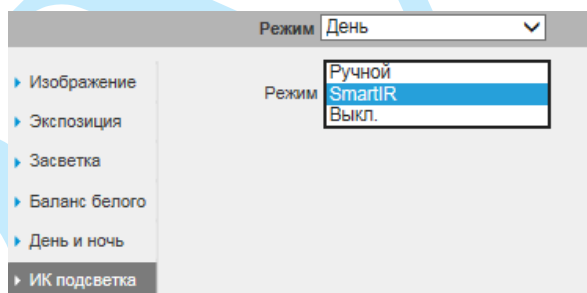 Режим День
Изображение
Экспозиция
Засветка
Баланс белого
День и ночь
ИК подсветка
Режим
Ручной
SmartIR
Выкл.